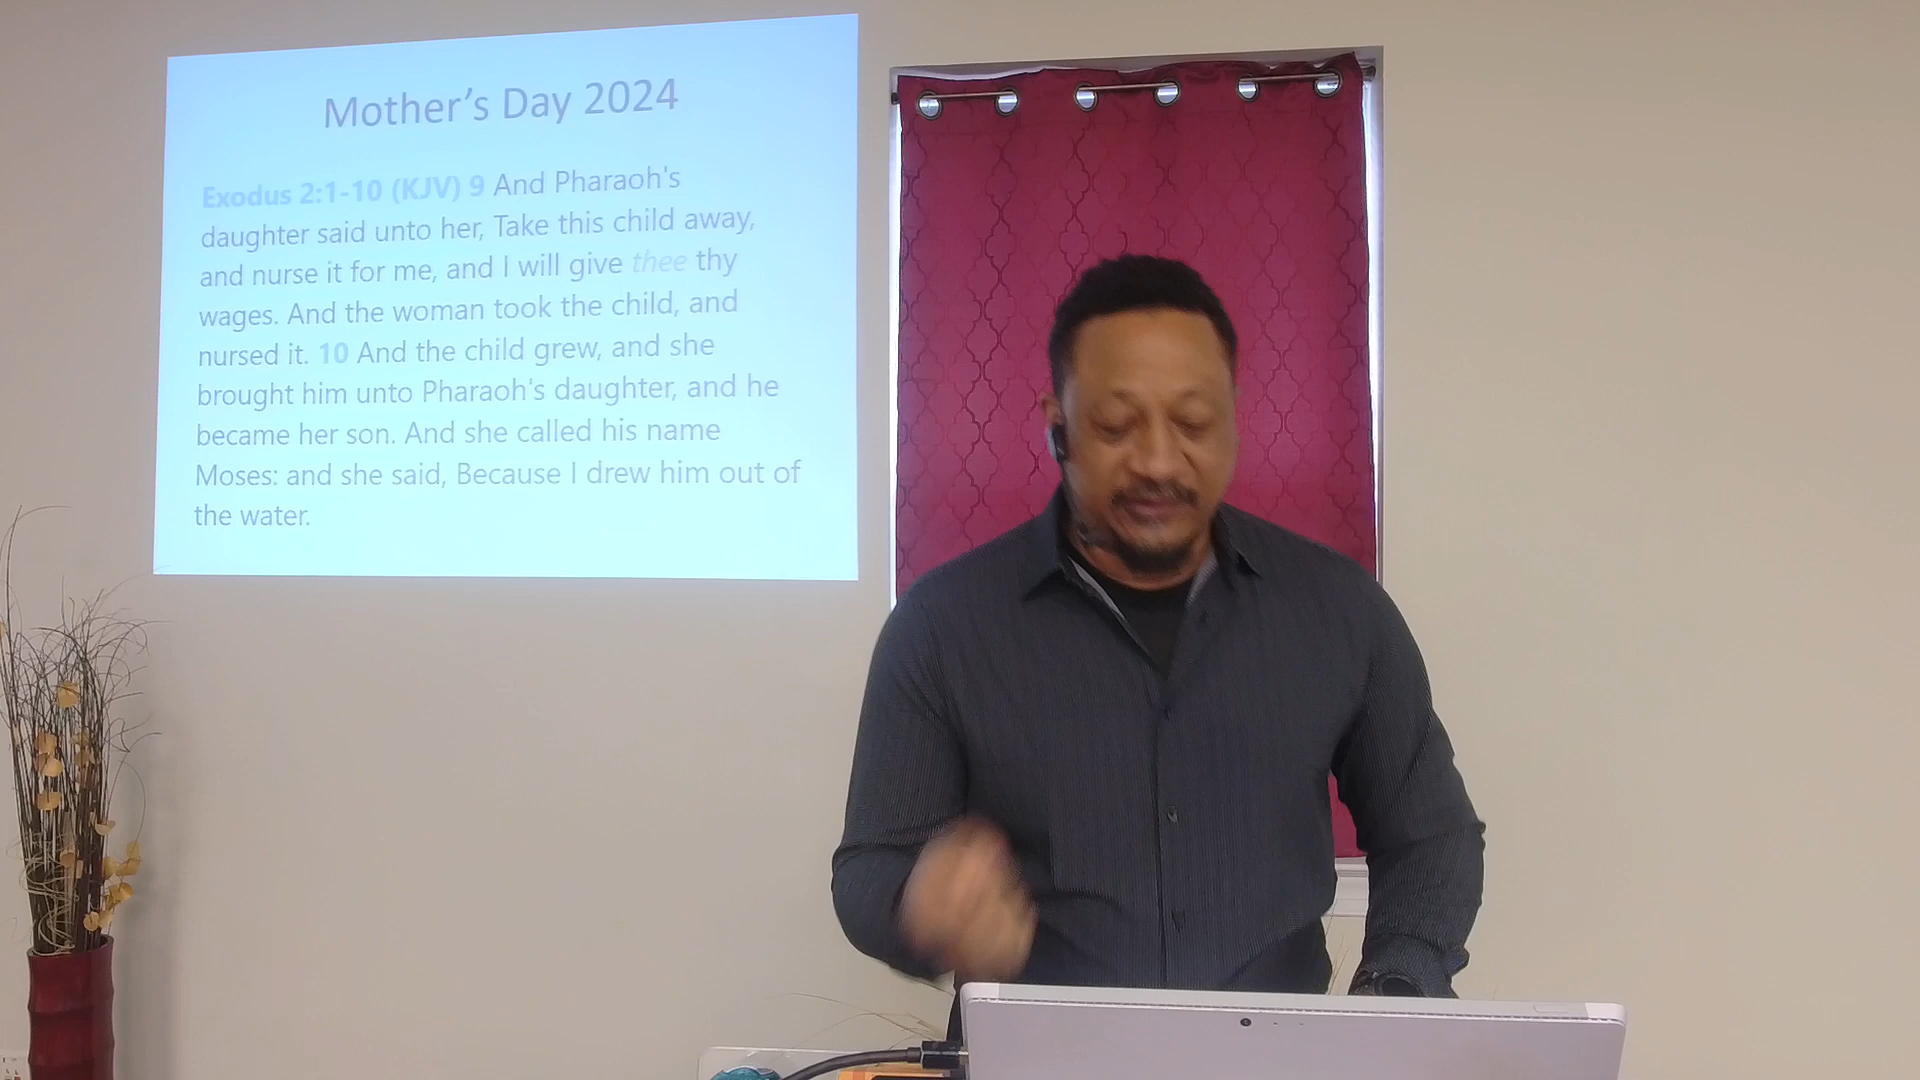 Mother's Day 2024
Exodus 2:1-10 (KJV) 9 And Pharaoh's
daughter said unto her, Take this child away,
and nurse it for me, and I will give thee thy
wages. And the woman took the child, and
nursed it. 10 And the child grew, and she
brought him unto Pharaoh's daughter, and he
became her son. And she called his name
Moses: and she said, Because I drew him out of
the water.